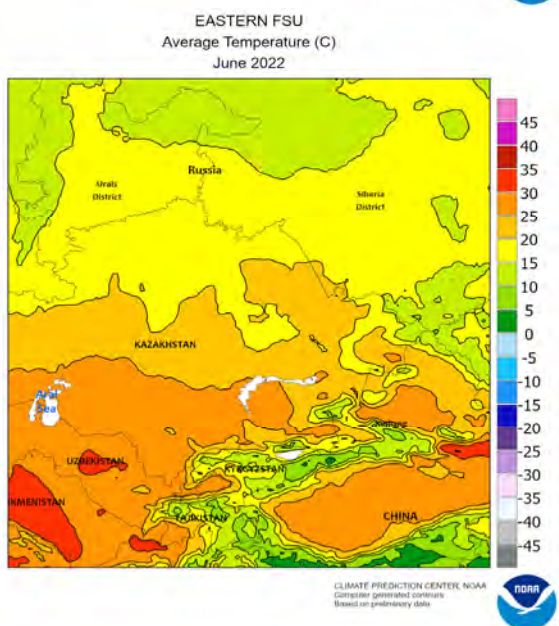 EASTERN FSU
Average Temperature (C)
June 2022
Russia
Urals
District
Siberia
District
KAZAKHSTAN
Aral
Sea
UZBEKISTAN
KYRGYZSTAN
KMENISTAN
TAJIKISTAN
CHINA
45
40
35
30
25
20
15
10
5
0
-5
-10
-15
-20
-25
-30
-35
-40
-45
CLIMATE PREDICTION CENTER, NOAA
Computer generated contours
Based on preliminary data
NOAA